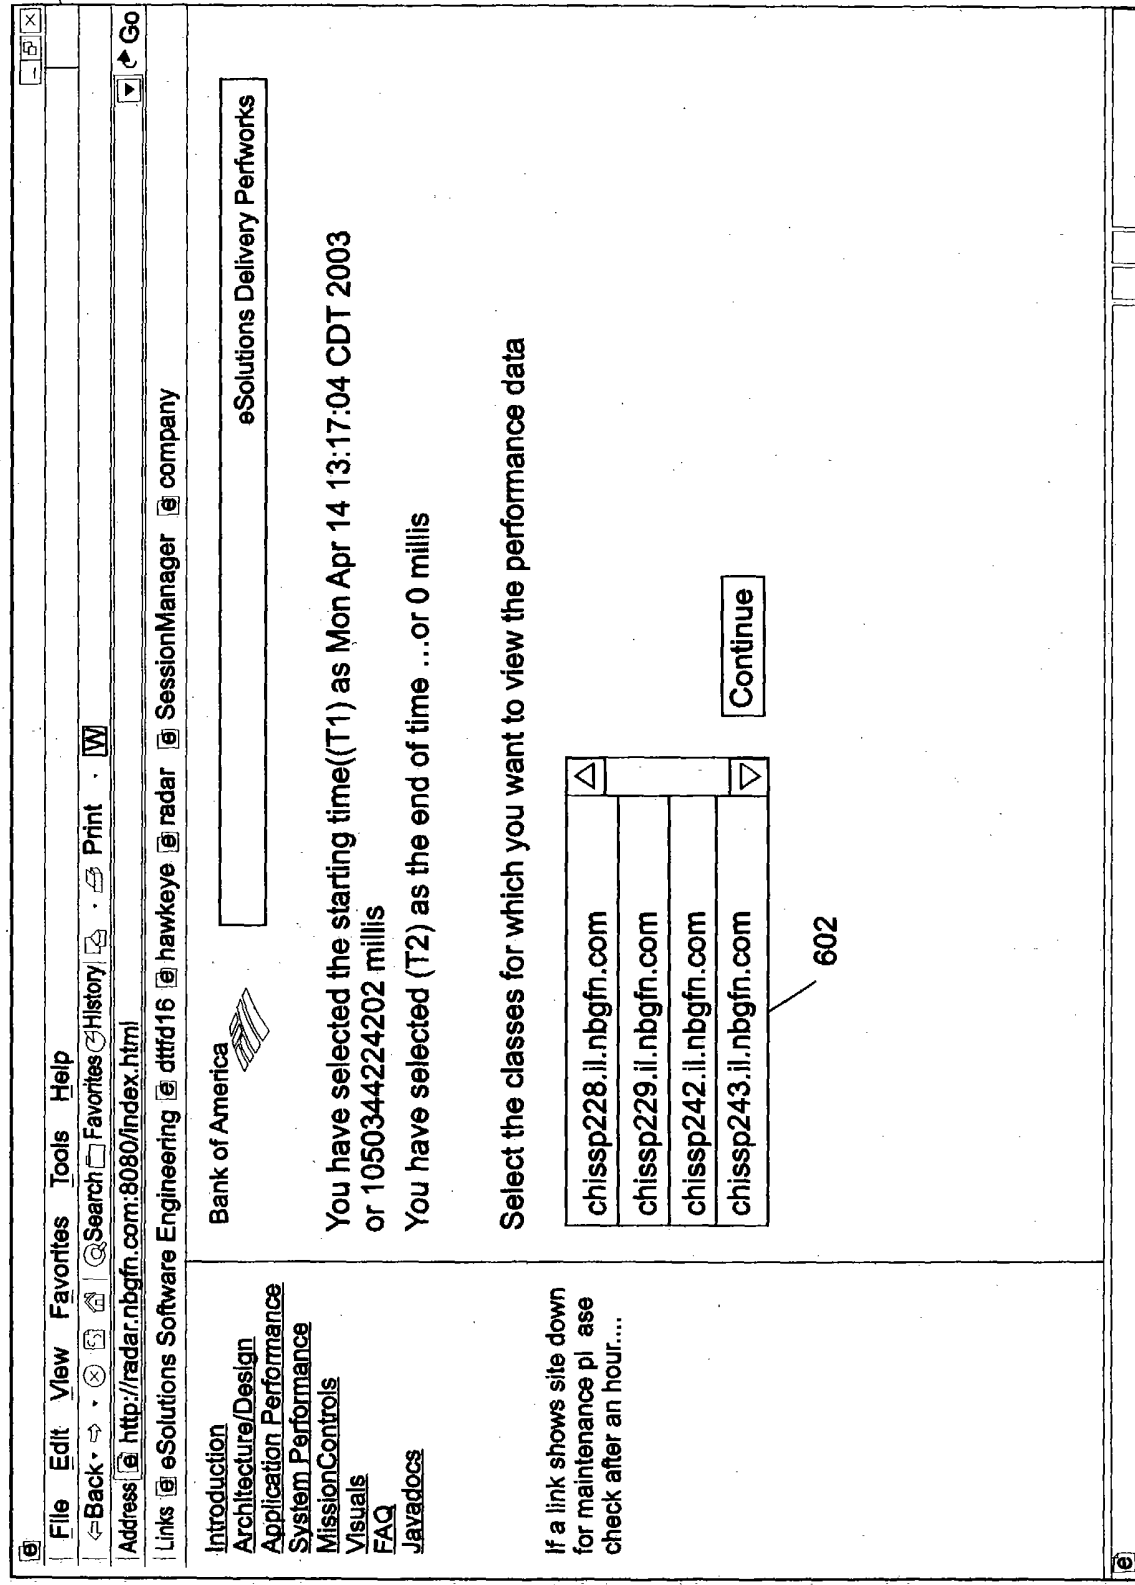 File Edit View Favorites Tools Help
Back Search Favorites History Print W
Address http://radar.nbgfn.com:8080/index.html Go
Links eSolutions Software Engineering dttfd16 hawkeye radar SessionManager company
Introduction
Architecture/Design
Application Performance
System Performance
MissionControls
Visuals
FAQ
Javadocs
If a link shows site down
for maintenance pl ase
check after an hour....
Bank of America
eSolutions Delivery Perfworks
You have selected the starting time((T1) as Mon Apr 14 13:17:04 CDT 2003
or 1050344224202 millis
You have selected (T2) as the end of time ...or 0 millis
Select the classes for which you want to view the performance data
chissp228.il.nbgfn.com
chissp229.il.nbgfn.com
chissp242.il.nbgfn.com
chissp243.il.nbgfn.com
Continue
602